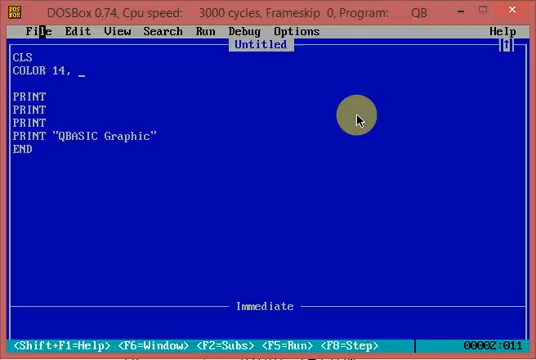 DOSBox 0.74, Cpu speed: 3000 cycles, Frameskip 0, Program: QB
File Edit View Search Run Debug Options Help
Untitled
CLS
COLOR 14, _
PRINT
PRINT
PRINT
PRINT "QBASIC Graphic"
END
Immediate
<Shift+F1=Help> <F6=Window> <F2=Subs> <F5=Run> <F8=Step> 00002:011